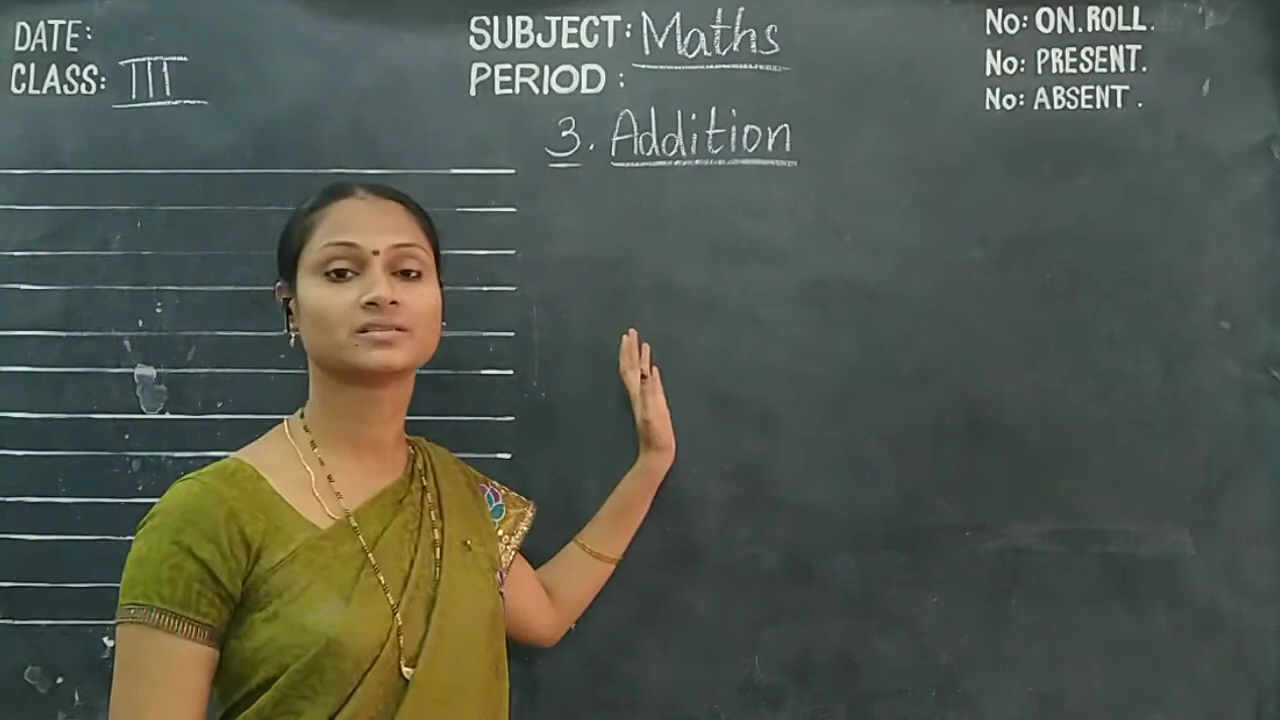 DATE:
CLASS: III
SUBJECT: Maths
PERIOD :
3. Addition
No: ON.ROLL.
No: PRESENT.
No: ABSENT.